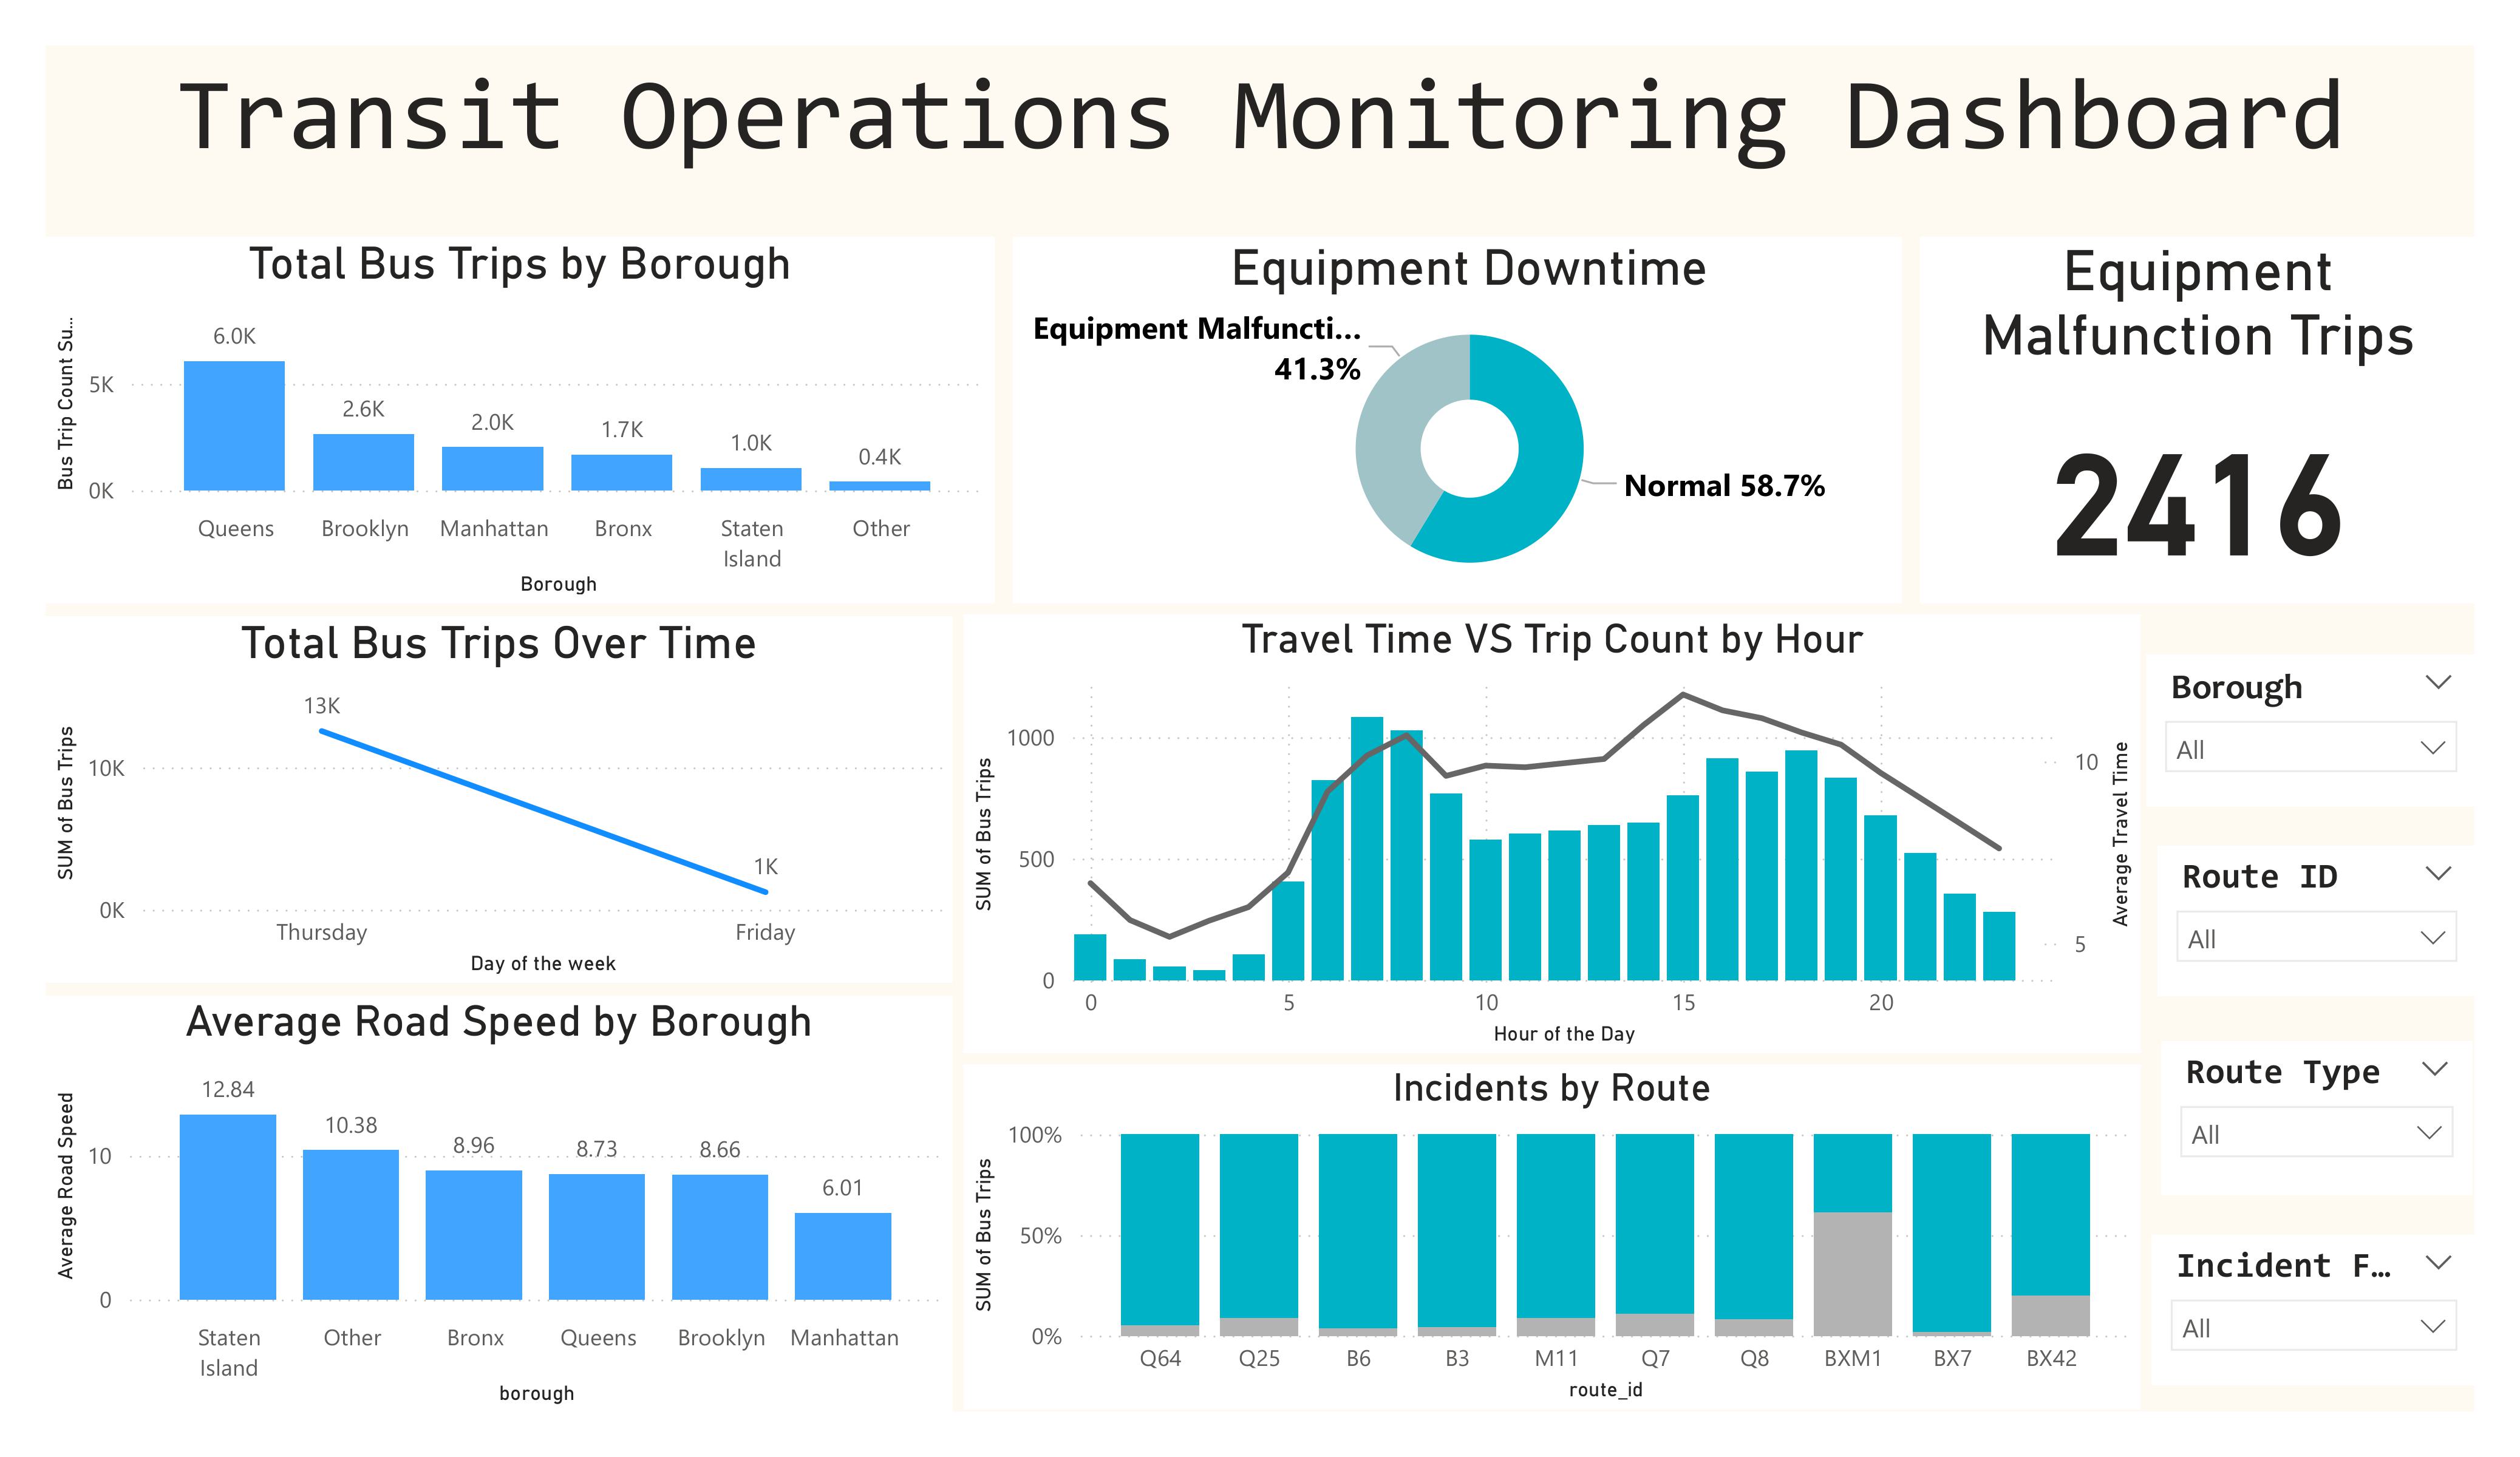 Transit Operations Monitoring Dashboard
Total Bus Trips by Borough
Bus Trip Count Su...
5K
0K
6.0K
2.6K
2.0K
1.7K
1.0K
0.4K
Queens
Brooklyn
Manhattan
Bronx
Staten
Island
Other
Borough
Equipment Downtime
Equipment Malfuncti...
41.3%
Normal 58.7%
Equipment
Malfunction Trips
2416
Total Bus Trips Over Time
SUM of Bus Trips
10K
0K
13K
1K
Thursday
Friday
Day of the week
Travel Time VS Trip Count by Hour
SUM of Bus Trips
1000
500
0
0
5
10
15
20
Hour of the Day
10
5
Average Travel Time
Borough
All
Route ID
All
Route Type
All
Incident F...
All
Average Road Speed by Borough
Average Road Speed
10
0
12.84
10.38
8.96
8.73
8.66
6.01
Staten
Island
Other
Bronx
Queens
Brooklyn
Manhattan
borough
Incidents by Route
SUM of Bus Trips
100%
50%
0%
Q64
Q25
B6
B3
M11
Q7
Q8
BXM1
BX7
BX42
route_id